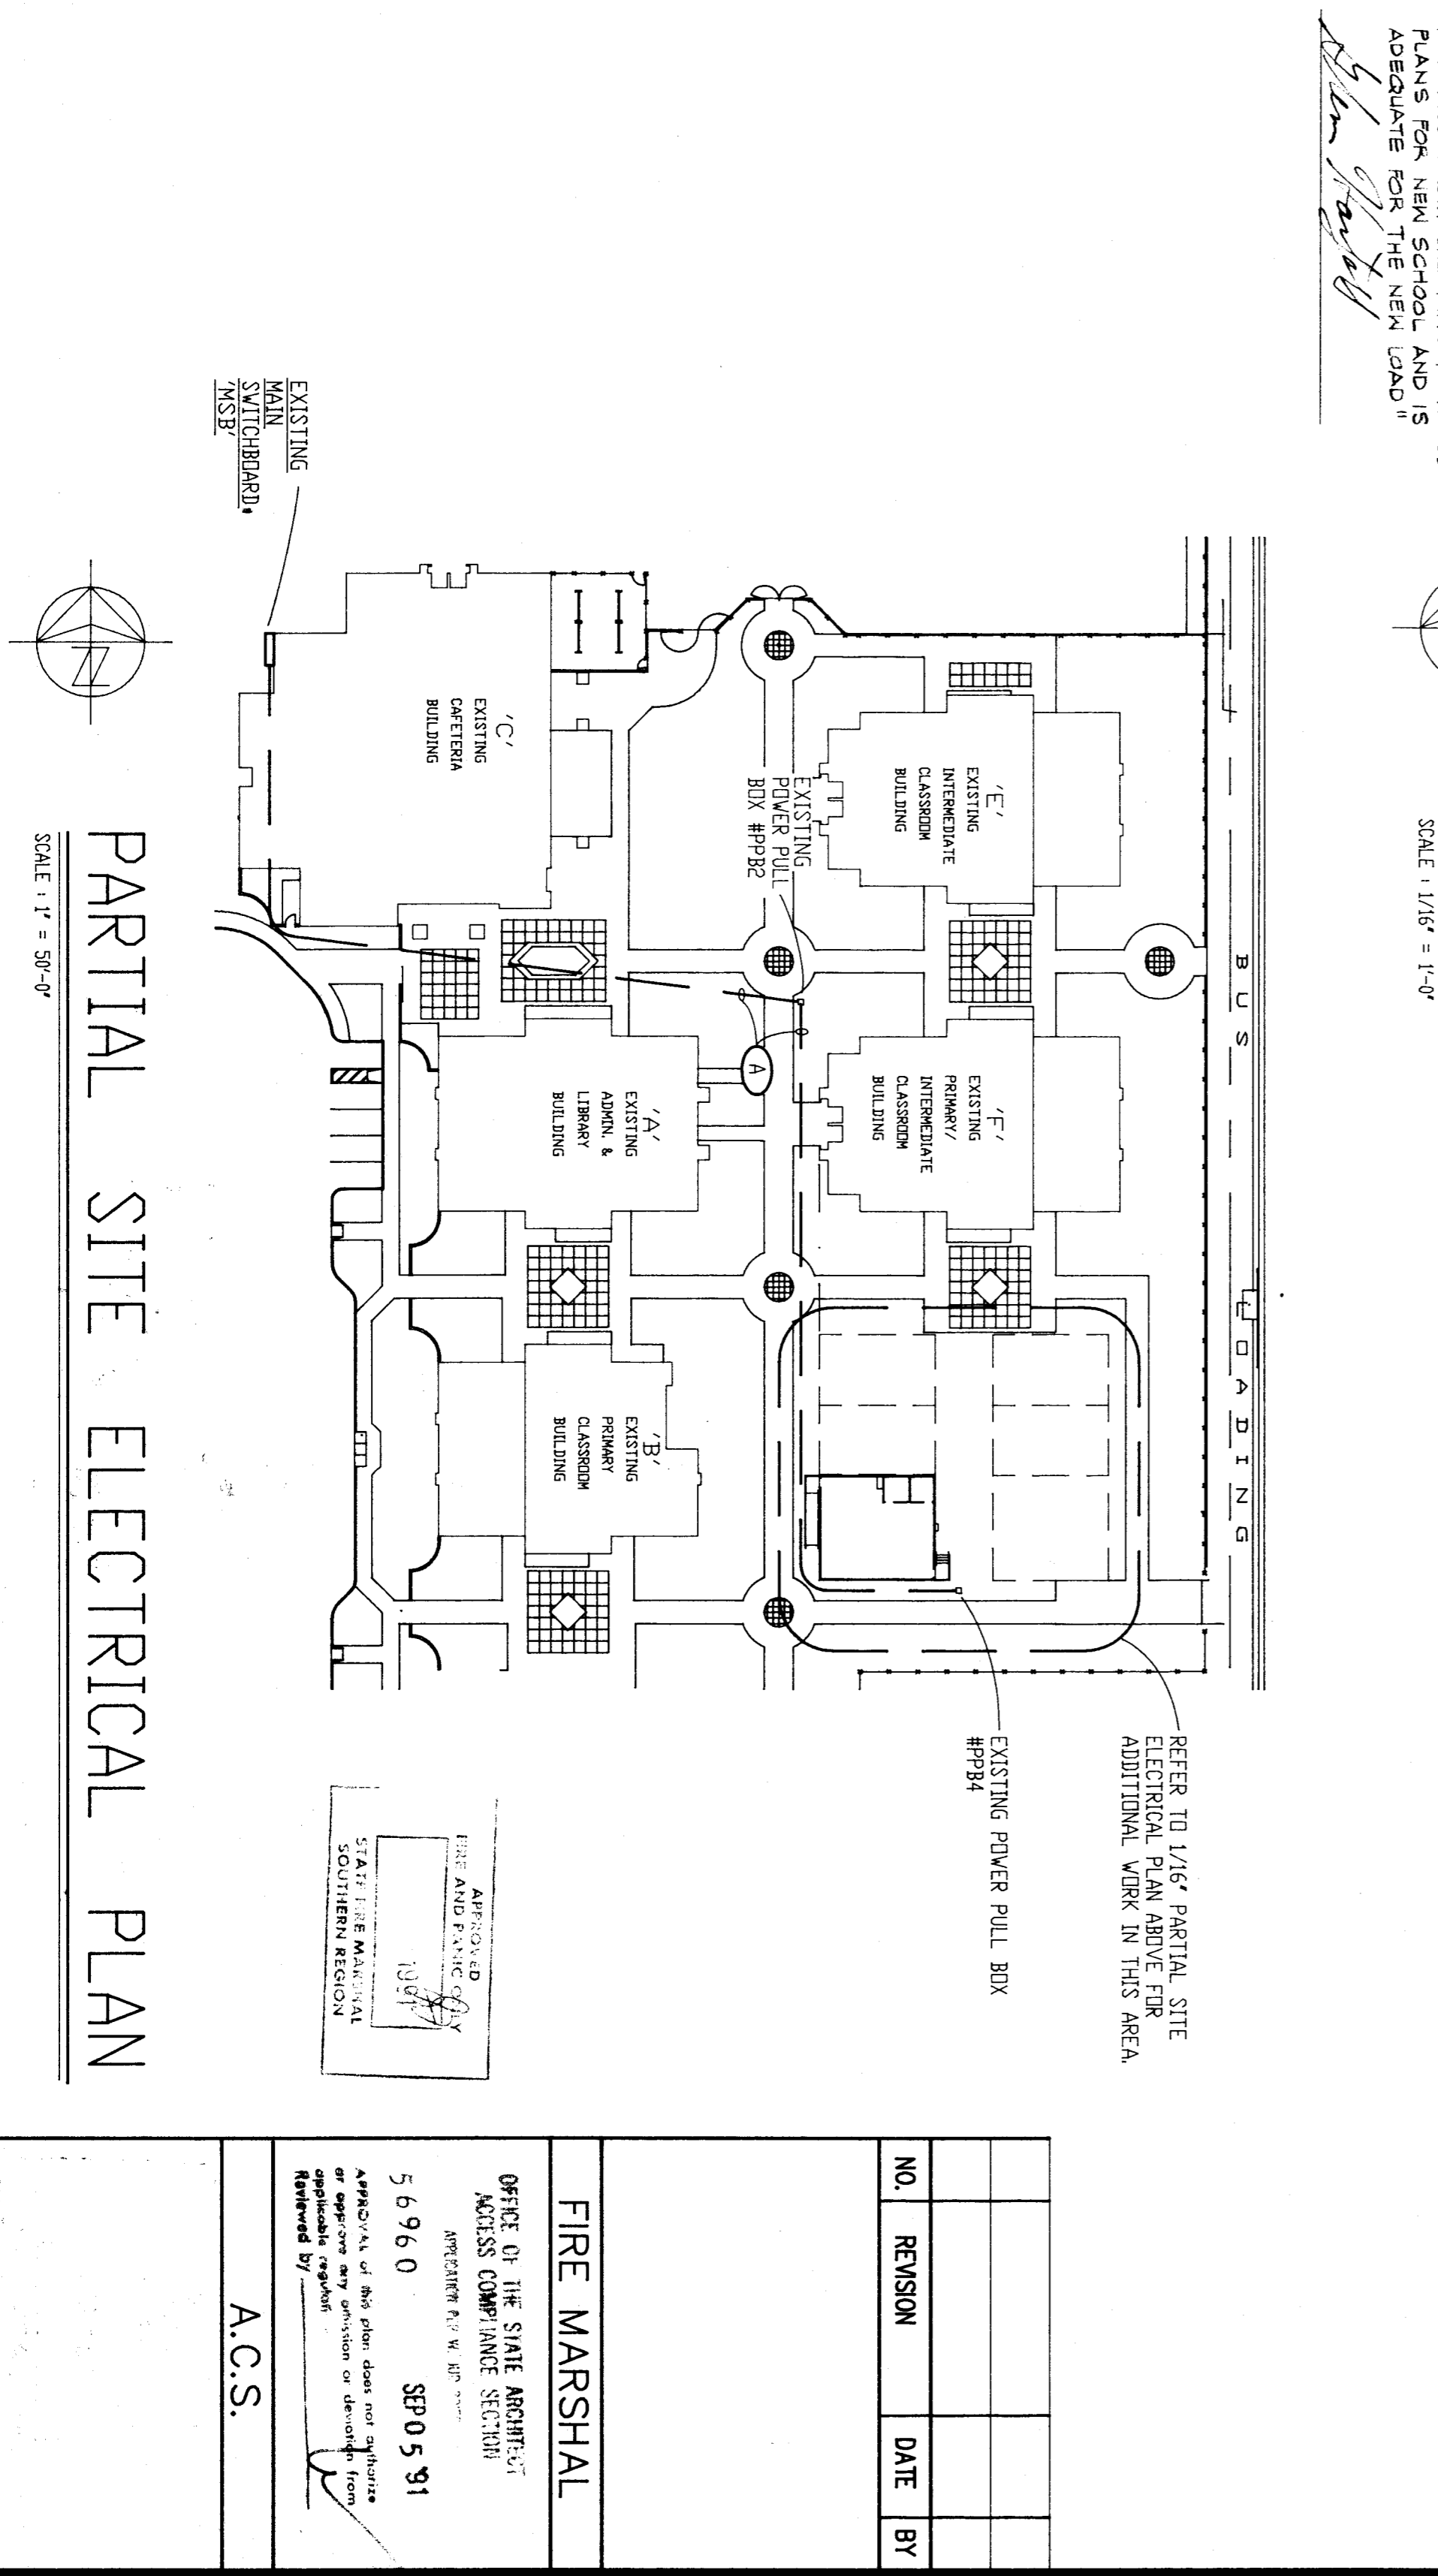 PLANS FOR NEW SCHOOL AND IS
ADEQUATE FOR THE NEW LOAD"
SCALE : 1/16" = 1'-0"
BUS LOADING
'E'
EXISTING
INTERMEDIATE
CLASSROOM
BUILDING
'F'
EXISTING
PRIMARY/
INTERMEDIATE
CLASSROOM
BUILDING
EXISTING
POWER PULL
BOX #PPB2
A
'C'
EXISTING
CAFETERIA
BUILDING
'A'
EXISTING
ADMIN. &
LIBRARY
BUILDING
'B'
EXISTING
PRIMARY
CLASSROOM
BUILDING
EXISTING
MAIN
SWITCHBOARD
'MSB'
REFER TO 1/16" PARTIAL SITE
ELECTRICAL PLAN ABOVE FOR
ADDITIONAL WORK IN THIS AREA.
EXISTING POWER PULL BOX
#PPB4
N
PARTIAL SITE ELECTRICAL PLAN
SCALE : 1" = 50'-0"
APPROVED
FIRE AND PANIC ONLY
1991
STATE FIRE MARSHAL
SOUTHERN REGION
NO. REVISION DATE BY
FIRE MARSHAL
OFFICE OF THE STATE ARCHITECT
ACCESS COMPLIANCE SECTION
56960 SEP 05 91
APPROVAL of this plan does not authorize
or approve any omission or deviation from
applicable
Reviewed by
A.C.S.